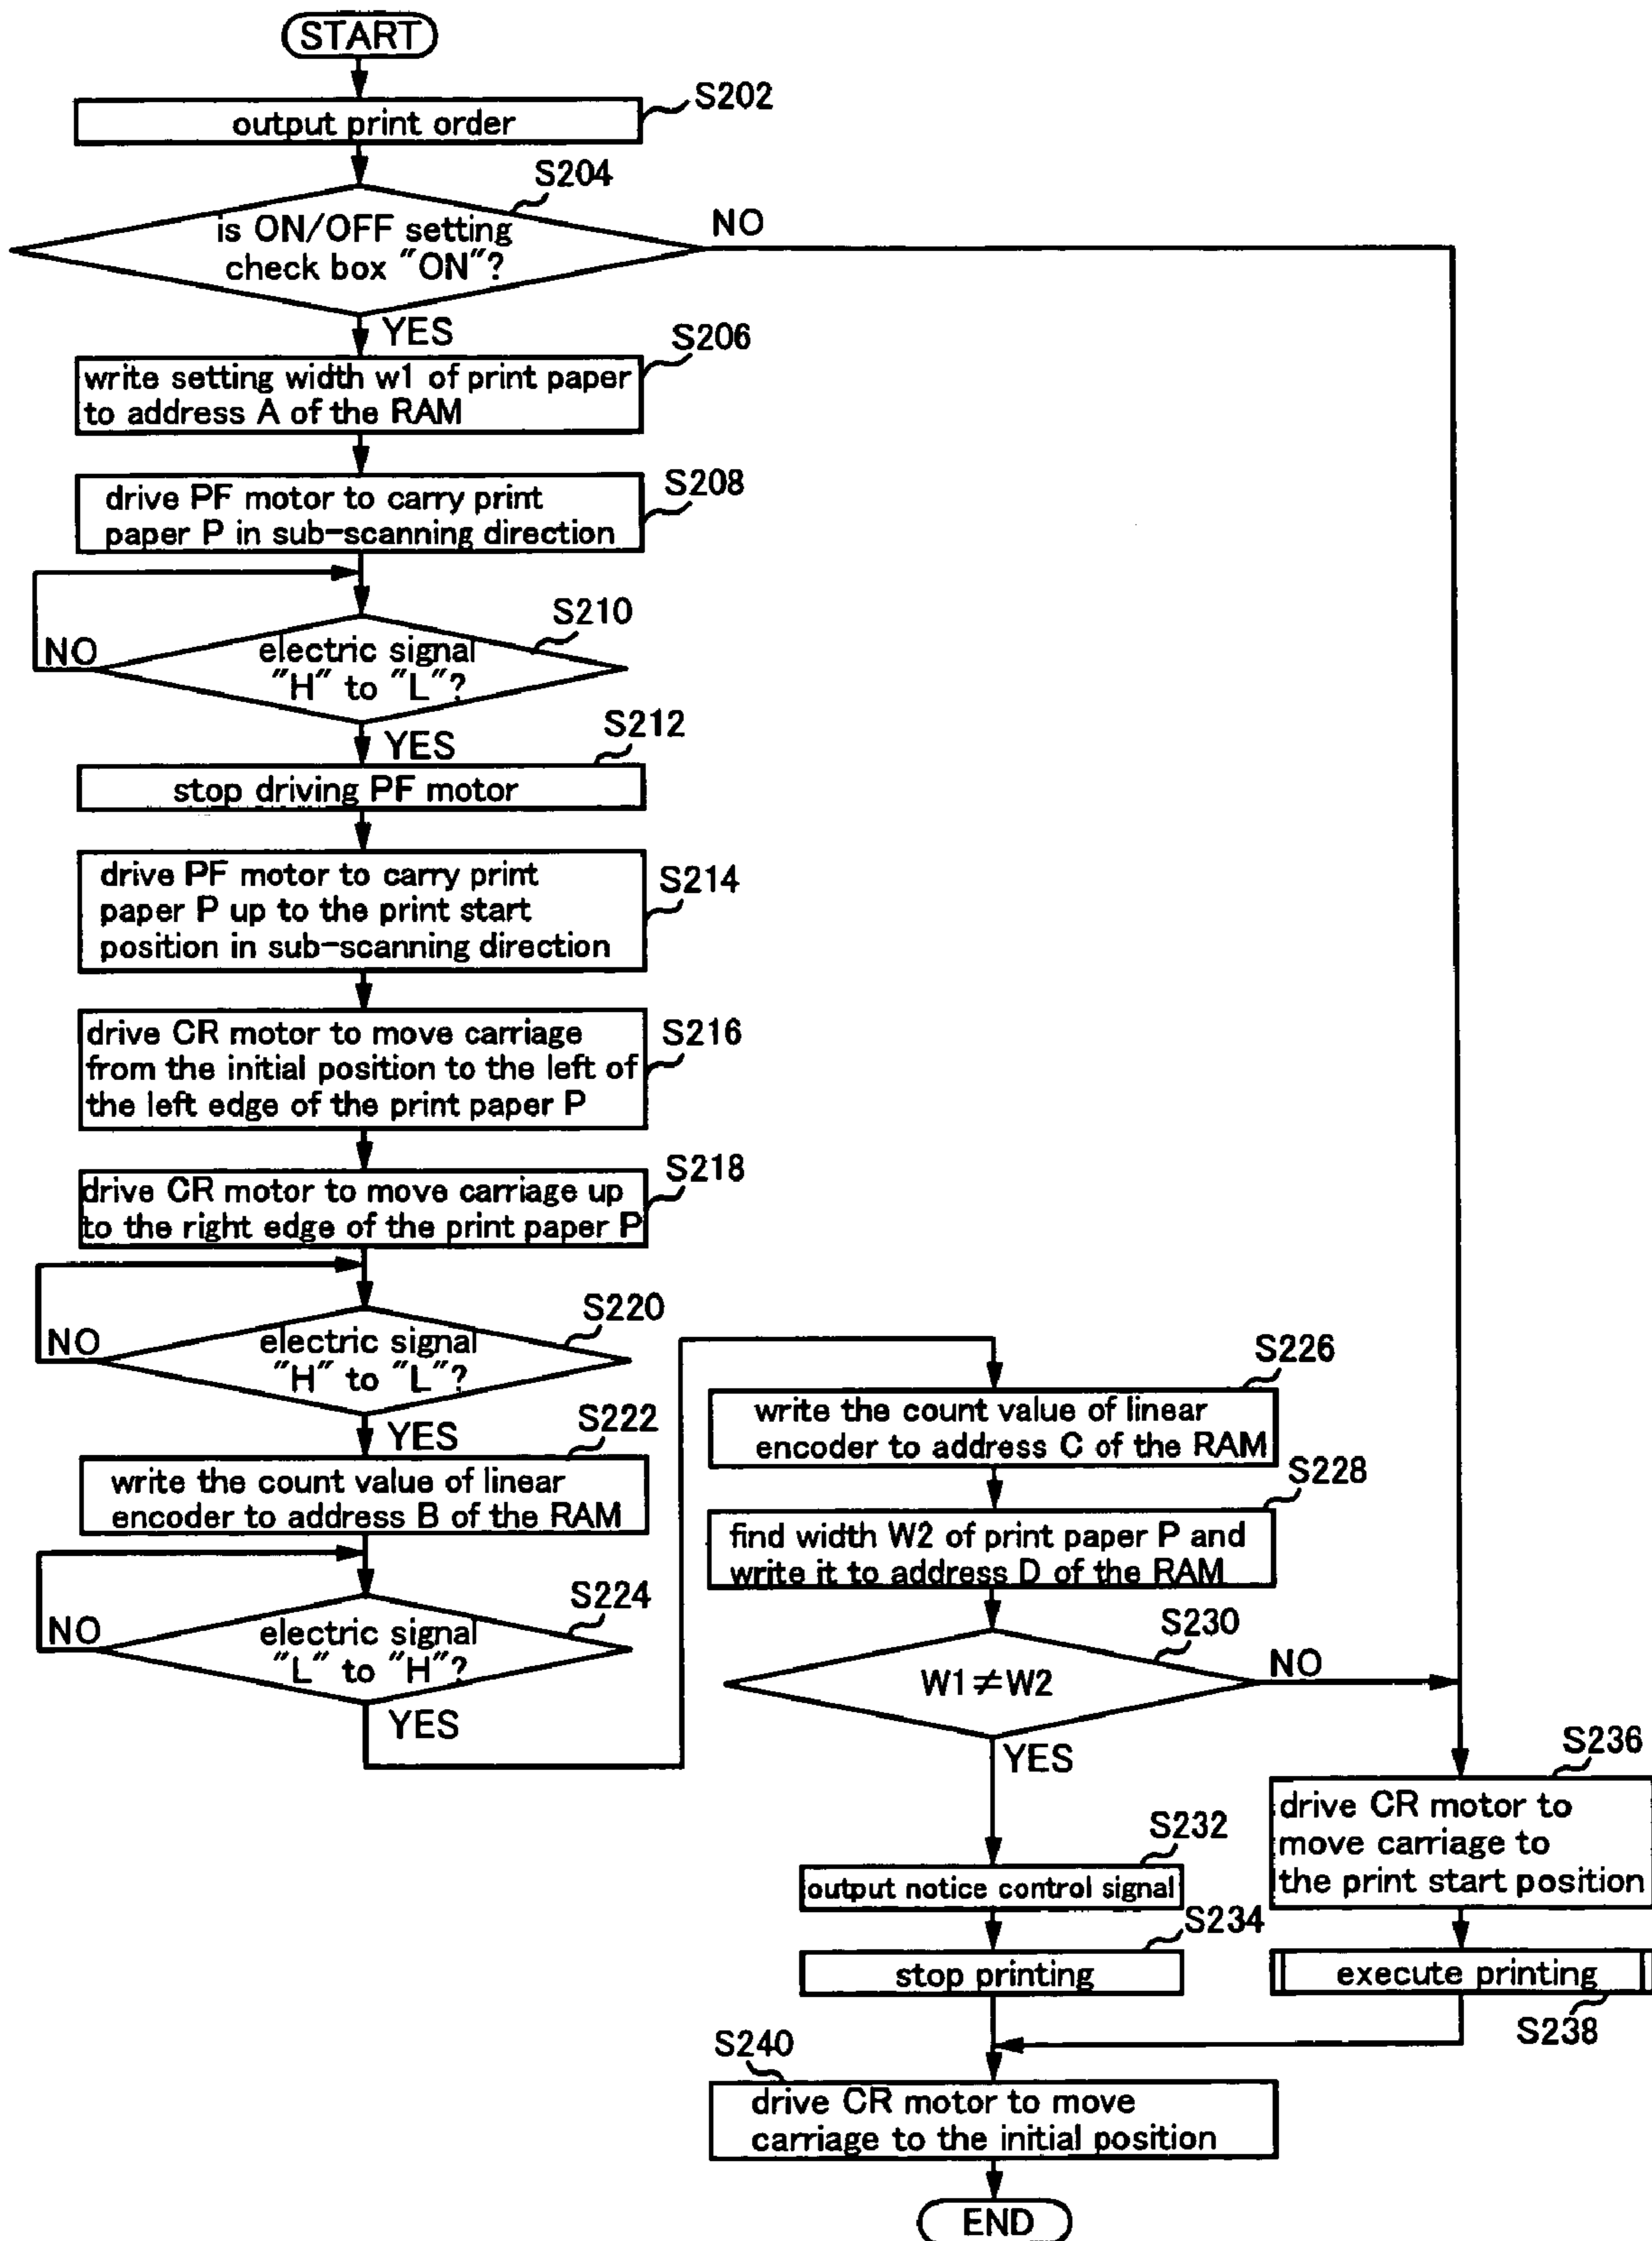 START
S202
output print order
S204
is ON/OFF setting
check box "ON"?
NO
YES
S206
write setting width w1 of print paper
to address A of the RAM
S208
drive PF motor to carry print
paper P in sub-scanning direction
S210
electric signal
"H" to "L"?
NO
YES
S212
stop driving PF motor
S214
drive PF motor to carry print
paper P up to the print start
position in sub-scanning direction
S216
drive CR motor to move carriage
from the initial position to the left of
the left edge of the print paper P
S218
drive CR motor to move carriage up
to the right edge of the print paper P
S220
electric signal
"H" to "L"?
NO
YES
S222
write the count value of linear
encoder to address B of the RAM
S224
electric signal
"L" to "H"?
NO
YES
S226
write the count value of linear
encoder to address C of the RAM
S228
find width W2 of print paper P and
write it to address D of the RAM
S230
W1≠W2
NO
YES
S232
output notice control signal
S234
stop printing
S236
drive CR motor to
move carriage to
the print start position
execute printing
S238
S240
drive CR motor to move
carriage to the initial position
END